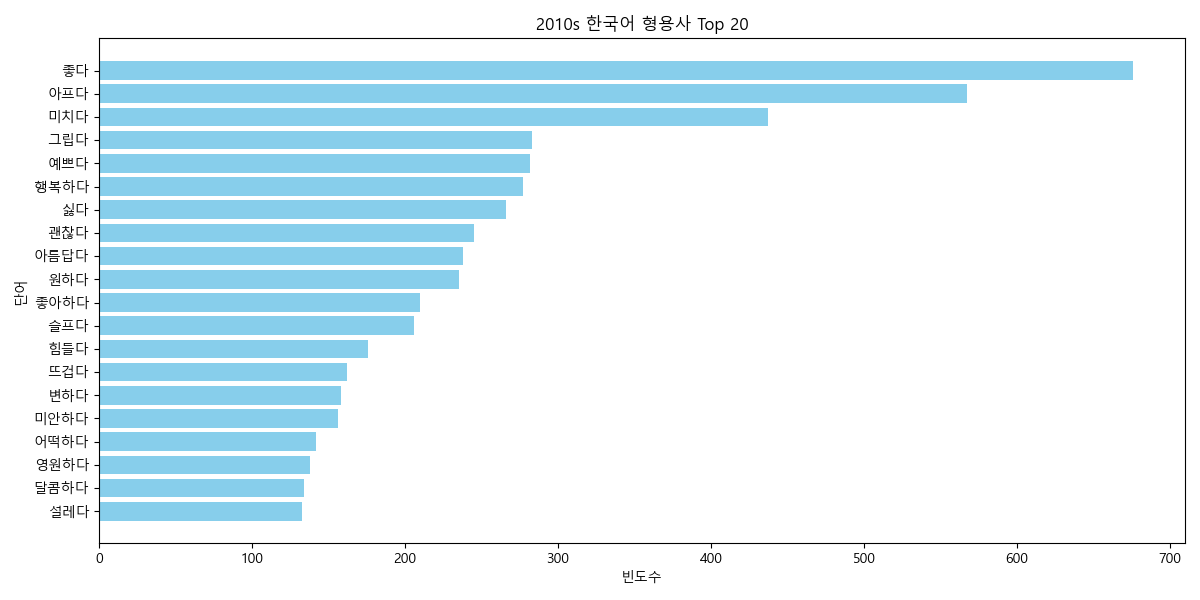 2010s 한국어 형용사 Top 20
좋다
아프다
미치다
그립다
예쁘다
행복하다
싫다
괜찮다
아름답다
원하다
좋아하다
슬프다
힘들다
뜨겁다
변하다
미안하다
어떡하다
영원하다
달콤하다
설레다
단어
0 100 200 300 400 500 600 700
빈도수